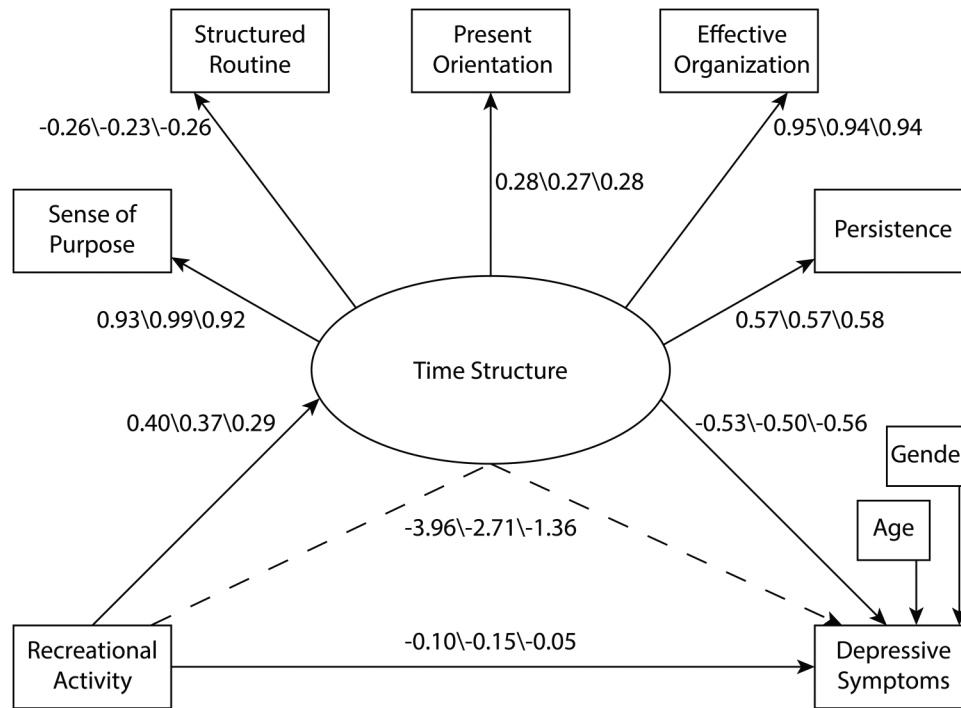 Structured
Routine
Present
Orientation
Effective
Organization
-0.26\-0.23\-0.26
0.95\0.94\0.94
0.28\0.27\0.28
Sense of
Purpose
Persistence
0.93\0.99\0.92
0.57\0.57\0.58
Time Structure
0.40\0.37\0.29
-0.53\-0.50\-0.56
Gende
-3.96\-2.71\-1.36
Age
Recreational
Activity
-0.10\-0.15\-0.05
Depressive
Symptoms